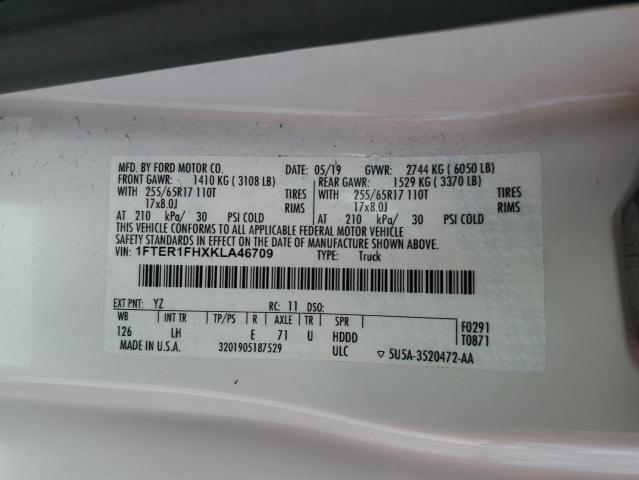 MFD. BY FORD MOTOR CO. DATE: 05/19 GVWR: 2744 KG ( 6050 LB)
FRONT GAWR: 1410 KG ( 3108 LB) REAR GAWR: 1529 KG ( 3370 LB)
WITH 255/65R17 110T TIRES WITH 255/65R17 110T TIRES
17x8.0J RIMS 17x8.0J RIMS
AT 210 kPa/ 30 PSI COLD AT 210 kPa/ 30 PSI COLD
THIS VEHICLE CONFORMS TO ALL APPLICABLE FEDERAL MOTOR VEHICLE
SAFETY STANDARDS IN EFFECT ON THE DATE OF MANUFACTURE SHOWN ABOVE.
VIN: 1FTER1FHXKLA46709 TYPE: Truck
EXT PNT: YZ RC: 11 DSO:
WB INT TR TP/PS R AXLE TR SPR F0291
126 LH E 71 U HDDD T0871
3201905187529 ULC ▽ 5U5A-3520472-AA